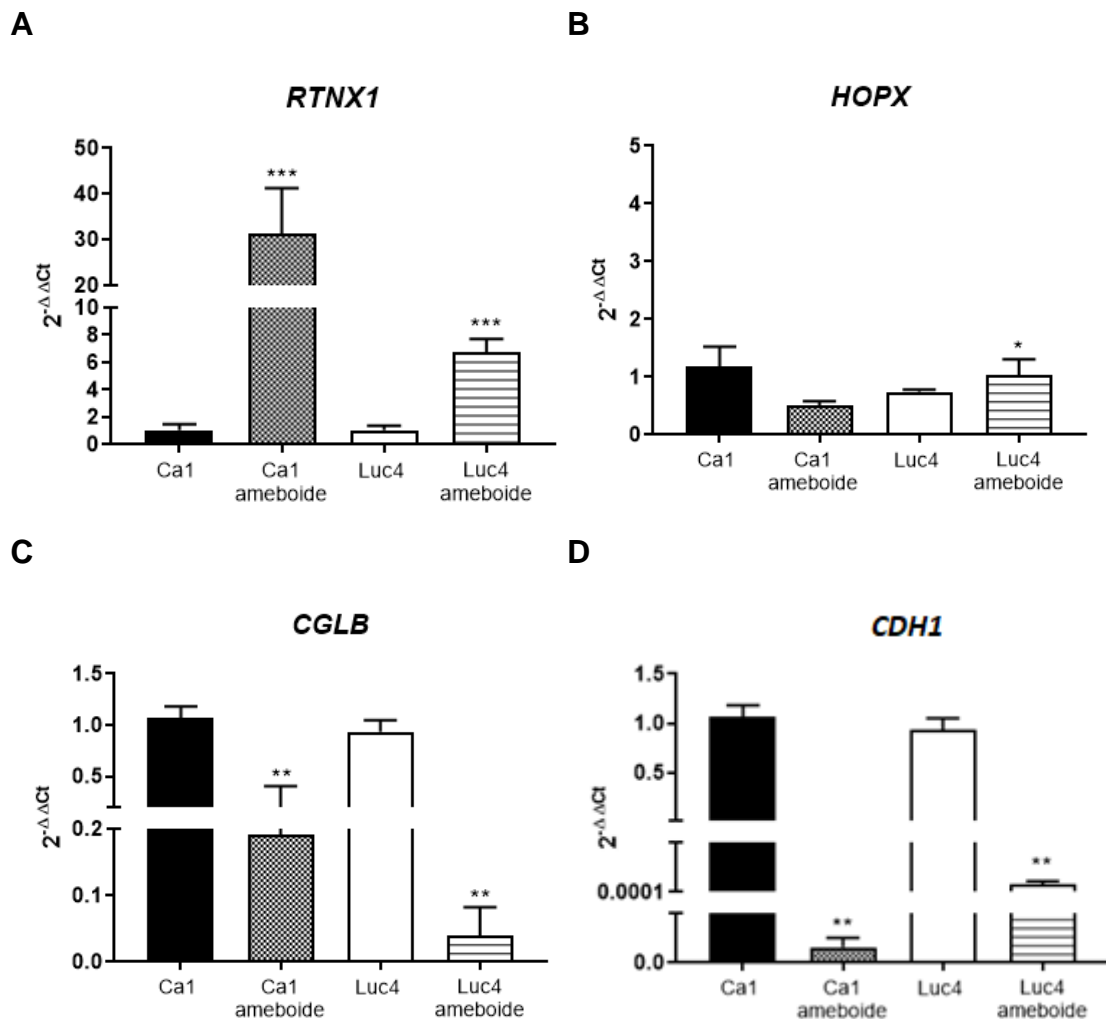 A
RTNX1
2^-ΔΔCt
50
40
30
20
10
8
6
4
2
0
***
***
Ca1
Ca1
ameboide
Luc4
Luc4
ameboide
B
HOPX
2^-ΔΔCt
5
4
3
2
1
0
*
Ca1
Ca1
ameboide
Luc4
Luc4
ameboide
C
CGLB
2^-ΔΔCt
1.5
1.0
0.5
0.2
0.1
0.0
**
**
Ca1
Ca1
ameboide
Luc4
Luc4
ameboide
D
CDH1
2^-ΔΔCt
1.5
1.0
0.5
0.0001
0.0
**
**
Ca1
Ca1
ameboide
Luc4
Luc4
ameboide